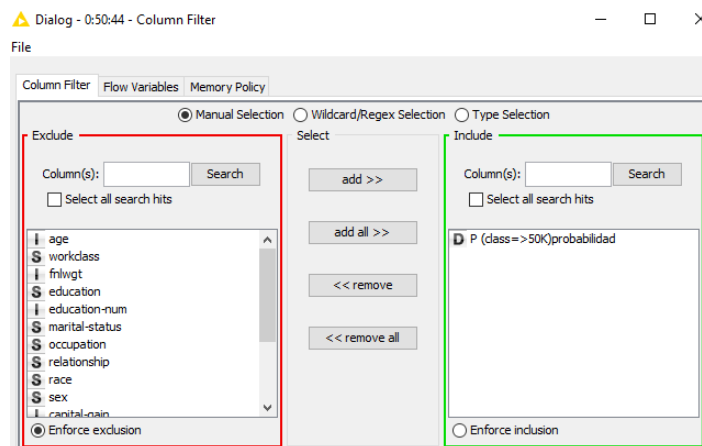 Dialog - 0:50:44 - Column Filter
File
Column Filter Flow Variables Memory Policy
Manual Selection Wildcard/Regex Selection Type Selection
Exclude
Column(s): Search
Select all search hits
I age
S workclass
I fnlwgt
S education
I education-num
S marital-status
S occupation
S relationship
S race
S sex
I capital-gain
Enforce exclusion
Select
add >>
add all >>
<< remove
<< remove all
Include
Column(s): Search
Select all search hits
D P (class=>50K)probabilidad
Enforce inclusion